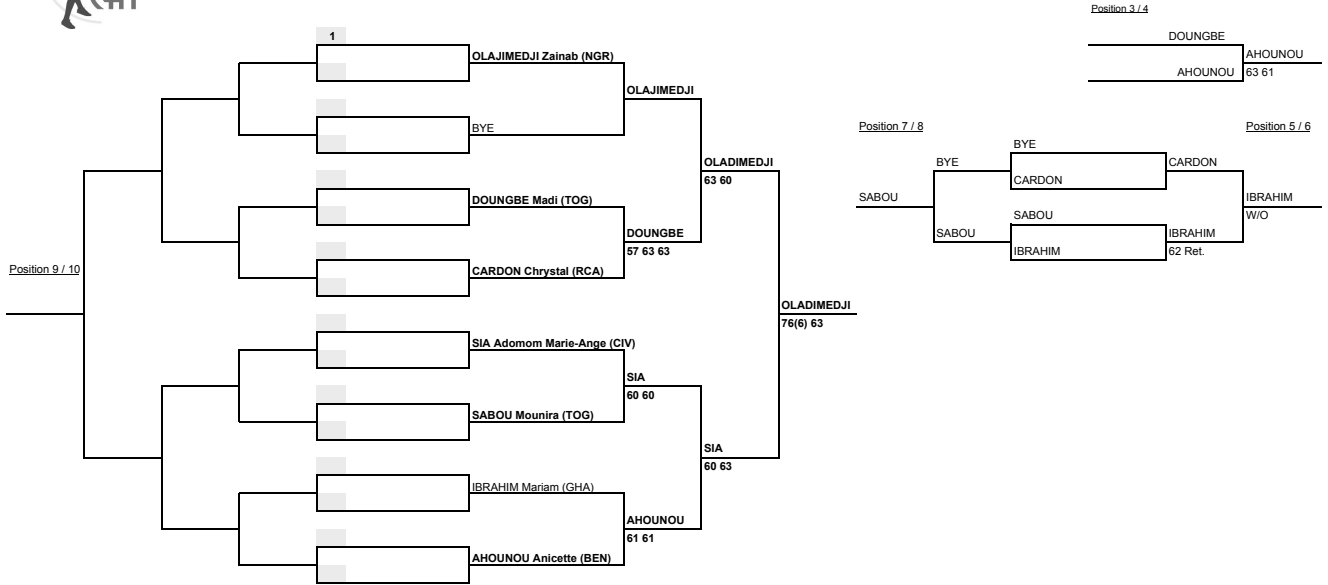 Position 3 / 4
1
DOUNGBE
OLAJIMEDJI Zainab (NGR)
AHOUNOU
AHOUNOU
63 61
OLAJIMEDJI
BYE
Position 7 / 8
Position 5 / 6
BYE
OLADIMEDJI
63 60
BYE
CARDON
CARDON
DOUNGBE Madi (TOG)
SABOU
IBRAHIM
W/O
SABOU
DOUNGBE
57 63 63
SABOU
IBRAHIM
IBRAHIM
62 Ret.
Position 9 / 10
CARDON Chrystal (RCA)
OLADIMEDJI
76(6) 63
SIA Adomom Marie-Ange (CIV)
SIA
60 60
SABOU Mounira (TOG)
SIA
60 63
IBRAHIM Mariam (GHA)
AHOUNOU
61 61
AHOUNOU Anicette (BEN)